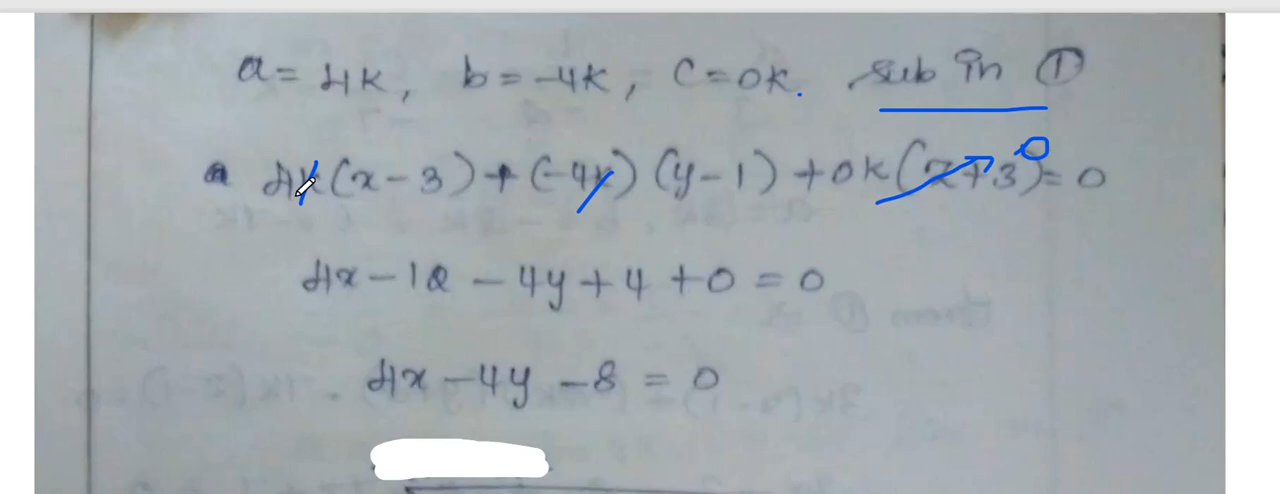 a = 4k, b = -4k, c = 0k. sub in ①
4k (x - 3) + (-4k) (y - 1) + 0k (z + 3) = 0 0
4x - 12 - 4y + 4 + 0 = 0
4x - 4y - 8 = 0